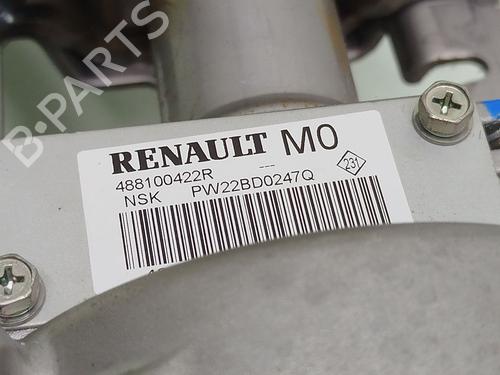 B-PARTS
RENAULT M0
488100422R --- 231
NSK PW22BD0247Q